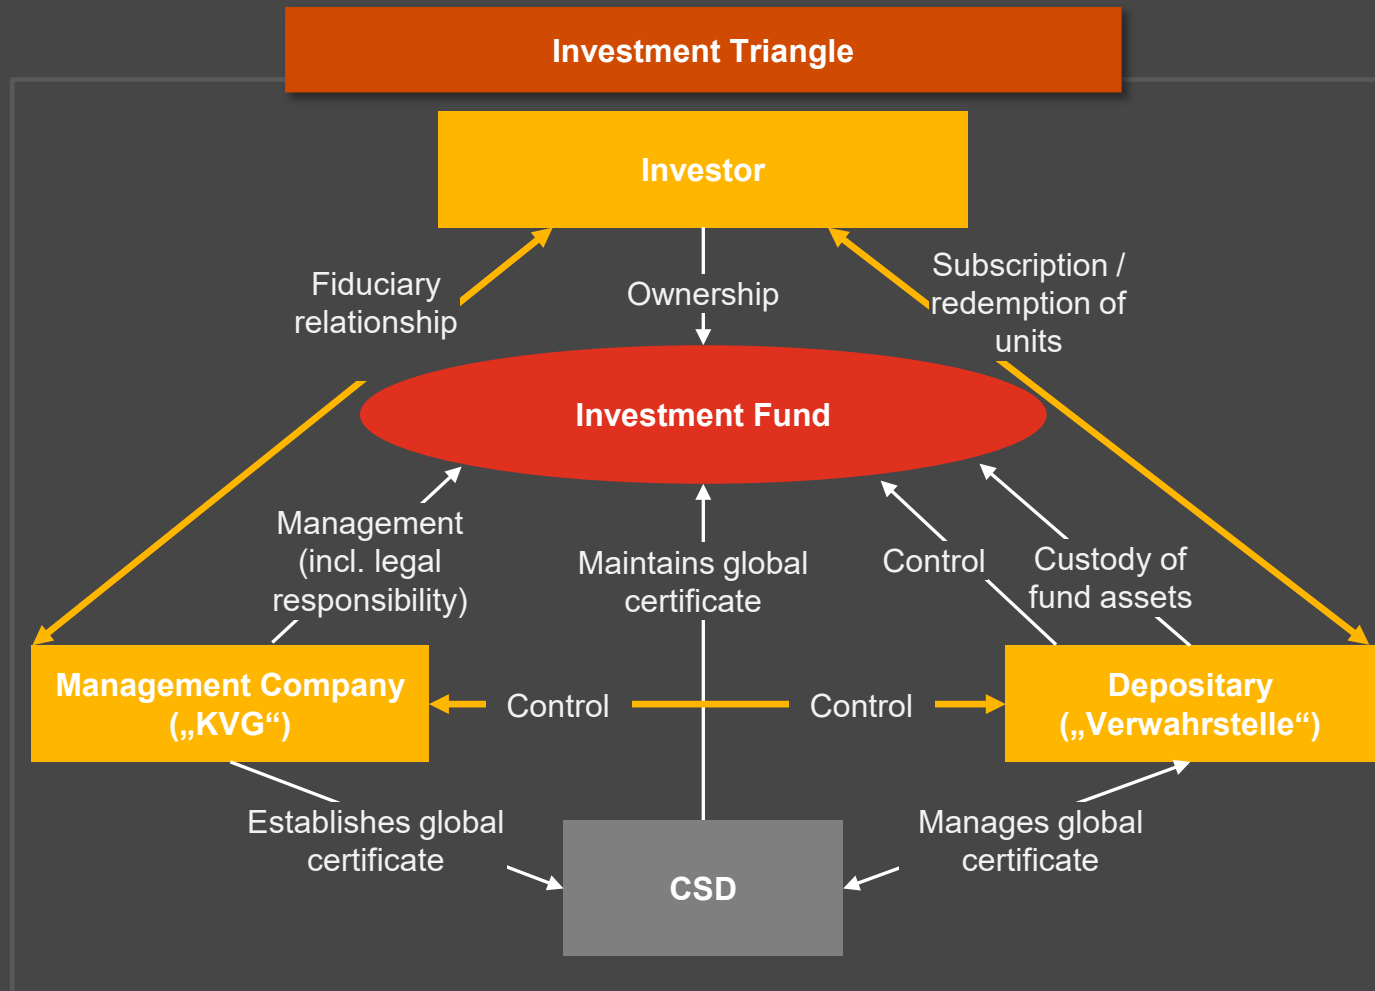 Investment Triangle
Investor
Fiduciary
relationship
Ownership
Subscription /
redemption of
units
Investment Fund
Management
(incl. legal
responsibility)
Maintains global
certificate
Control
Custody of
fund assets
Management Company
(„KVG“)
Control
Control
Depositary
(„Verwahrstelle“)
Establishes global
certificate
CSD
Manages global
certificate